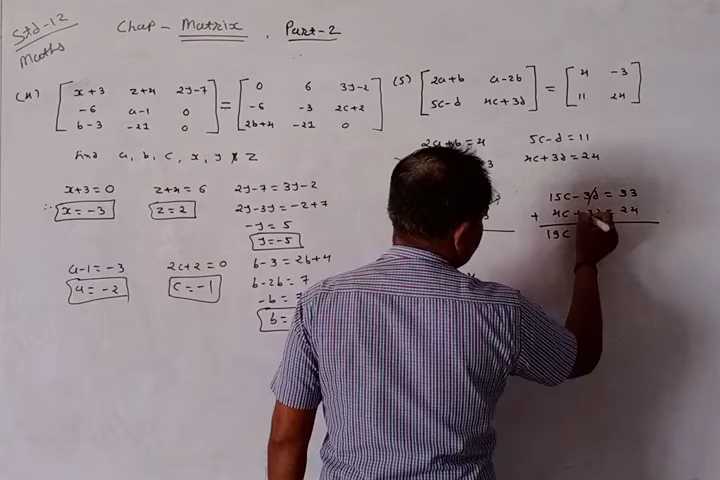 Std-12
Maths
Chap - Matrix . Part-2
(4) [ x+3 z+4 2y-7 ] = [ 0 6 3y-2 ]
[ -6 a-1 0 ] = [ -6 -3 2c+2 ]
[ b-3 -21 0 ] = [ 2b+4 -21 0 ]
Find a, b, c, x, y & z
x+3=0
∴ x=-3
z+4=6
z=2
2y-7=3y-2
2y-3y=-2+7
-y=5
y=-5
a-1=-3
a=-2
2c+2=0
c=-1
b-3=2b+4
b-2b=7
-b=7
b=
(5) [ 2a+b a-2b ] = [ 4 -3 ]
[ 5c-d 4c+3d ] = [ 11 24 ]
2a+b=4
3
5c-d=11
4c+3d=24
15c-3d=33
+ 4c+3d=24
19c